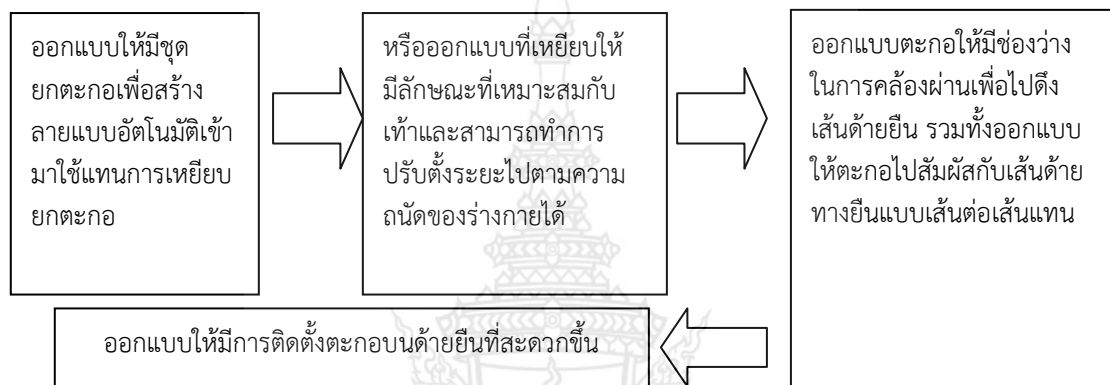 ออกแบบให้มีชุด
ยกตะกอเพื่อสร้าง
ลายแบบอัตโนมัติเข้า
มาใช้แทนการเหยียบ
ยกตะกอ
หรือออกแบบที่เหยียบให้
มีลักษณะที่เหมาะสมกับ
เท้าและสามารถทำการ
ปรับตั้งระยะไปตามความ
ถนัดของร่างกายได้
ออกแบบตะกอให้มีช่องว่าง
ในการคล้องผ่านเพื่อไปดึง
เส้นด้ายยืน รวมทั้งออกแบบ
ให้ตะกอไปสัมผัสกับเส้นด้าย
ทางยืนแบบเส้นต่อเส้นแทน
ออกแบบให้มีการติดตั้งตะกอบนด้ายยืนที่สะดวกขึ้น